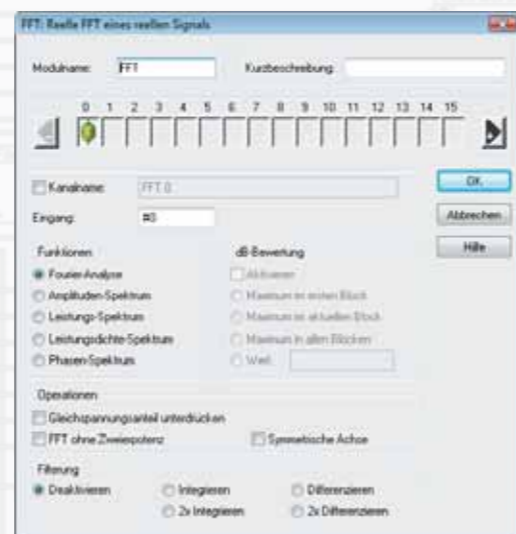 FFT: Reelle FFT eines reellen Signals
Modulname: FFT Kurzbeschreibung:
0 1 2 3 4 5 6 7 8 9 10 11 12 13 14 15
Kanalname: FFT 0
OK
Eingang: #0
Abbrechen
Hilfe
Funktionen dB-Bewertung
Fourier-Analyse Aktivieren
Amplituden-Spektrum Maximum im ersten Block
Leistungs-Spektrum Maximum im aktuellen Block
Leistungsdichte-Spektrum Maximum in allen Blöcken
Phasen-Spektrum Wert:
Operationen
Gleichspannungsanteil unterdrücken
FFT ohne Zweierpotenz Symmetrische Achse
Filterung
Deaktivieren Integrieren Differenzieren
2x Integrieren 2x Differenzieren